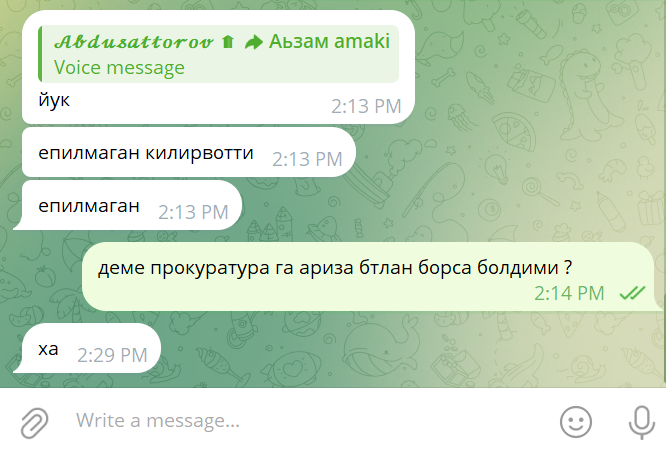 𝓐𝓫𝓭𝓾𝓼𝓪𝓽𝓽𝓸𝓻𝓸𝓿 Аьзам amaki
Voice message
йук 2:13 PM
епилмаган килирвотти 2:13 PM
епилмаган 2:13 PM
деме прокуратура га ариза бтлан борса болдими ?
2:14 PM
ха 2:29 PM
Write a message...